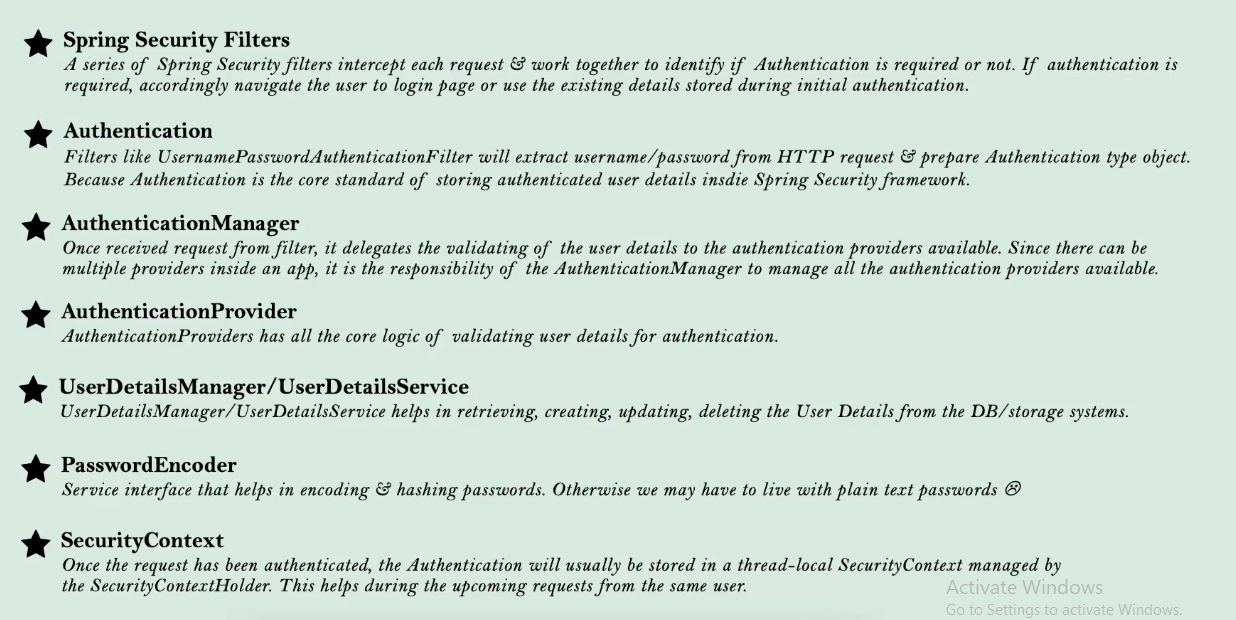 Spring Security Filters
A series of Spring Security filters intercept each request & work together to identify if Authentication is required or not. If authentication is
required, accordingly navigate the user to login page or use the existing details stored during initial authentication.
Authentication
Filters like UsernamePasswordAuthenticationFilter will extract username/password from HTTP request & prepare Authentication type object.
Because Authentication is the core standard of storing authenticated user details insdie Spring Security framework.
AuthenticationManager
Once received request from filter, it delegates the validating of the user details to the authentication providers available. Since there can be
multiple providers inside an app, it is the responsibility of the AuthenticationManager to manage all the authentication providers available.
AuthenticationProvider
AuthenticationProviders has all the core logic of validating user details for authentication.
UserDetailsManager/UserDetailsService
UserDetailsManager/UserDetailsService helps in retrieving, creating, updating, deleting the User Details from the DB/storage systems.
PasswordEncoder
Service interface that helps in encoding & hashing passwords. Otherwise we may have to live with plain text passwords ☹
SecurityContext
Once the request has been authenticated, the Authentication will usually be stored in a thread-local SecurityContext managed by
the SecurityContextHolder. This helps during the upcoming requests from the same user.
Activate Windows
Go to Settings to activate Windows.